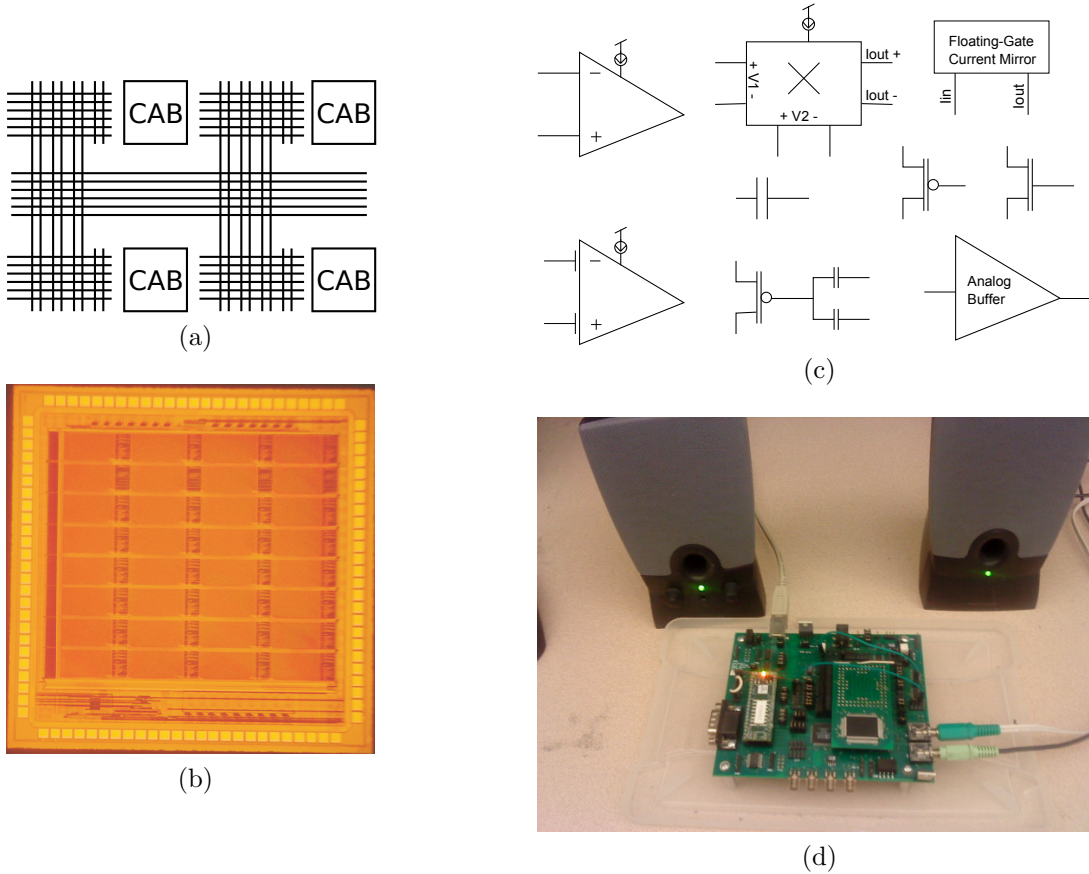 CAB
CAB
CAB
CAB
(a)
(b)
−
+
+ V1 -
+ V2 -
Iout +
Iout -
Floating-Gate
Current Mirror
Iin
Iout
−
+
Analog
Buffer
(c)
(d)